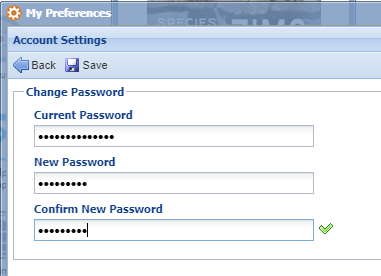 SPECIES
My Preferences
Account Settings
Back Save
Change Password
Current Password
••••••••••••••
New Password
•••••••••
Confirm New Password
•••••••••